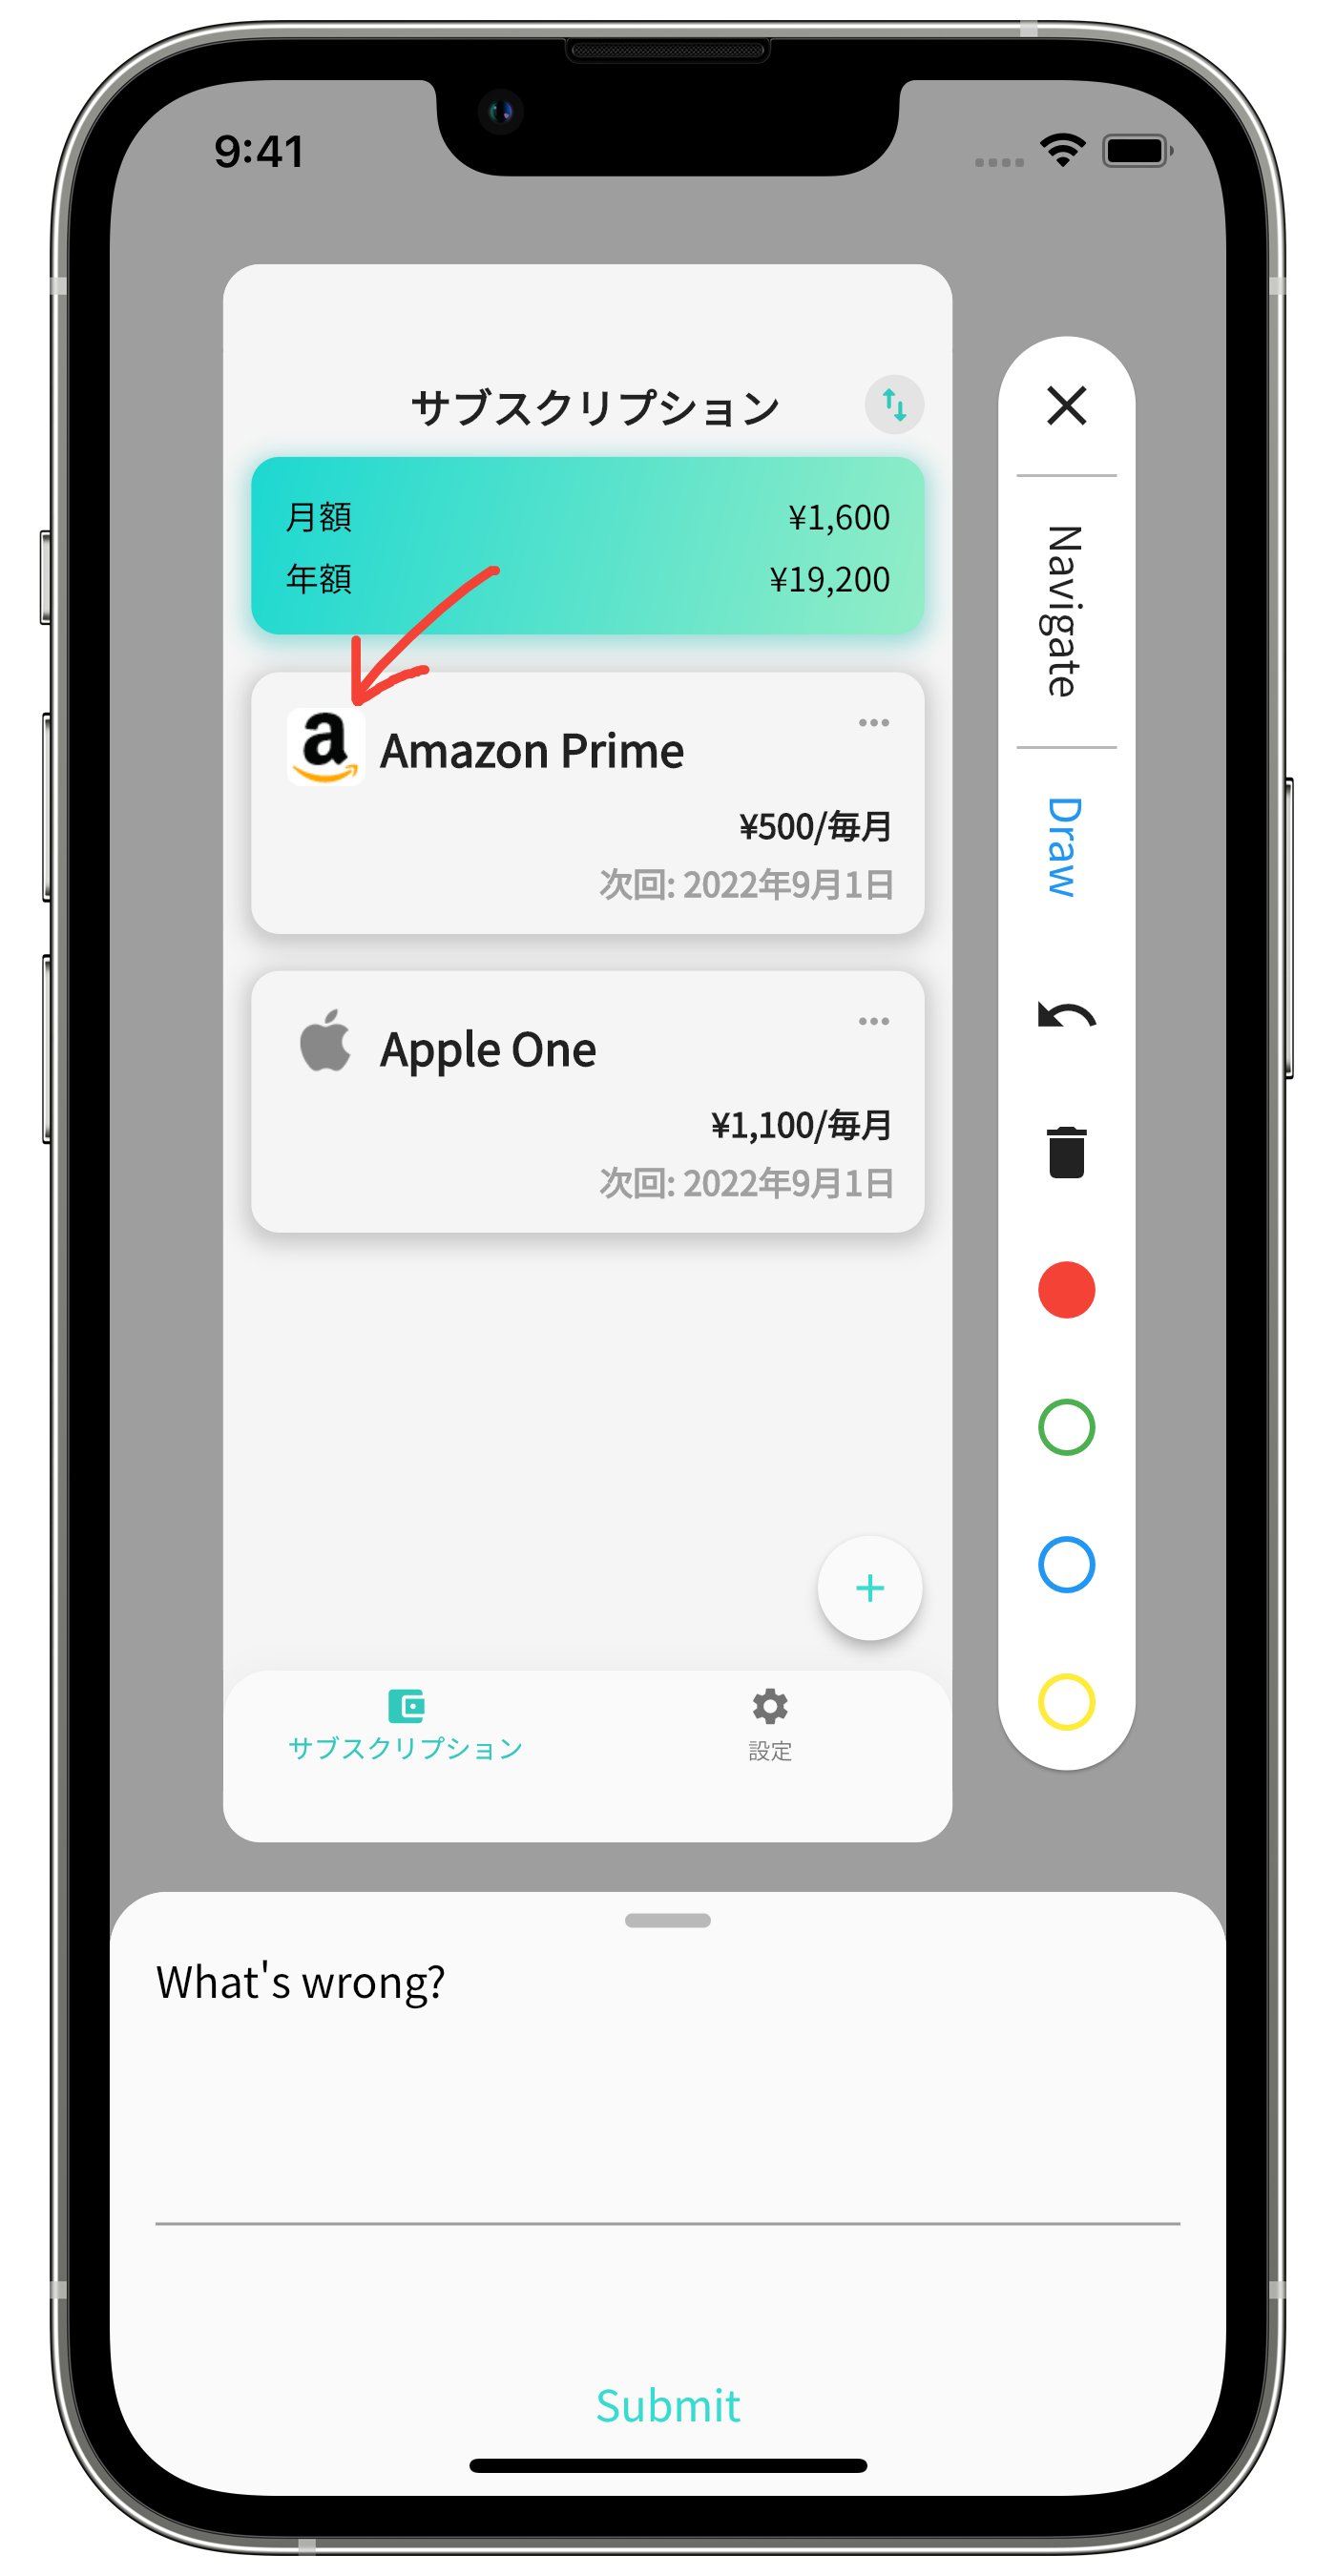 9:41
サブスクリプション
月額 ¥1,600
年額 ¥19,200
a Amazon Prime
¥500/毎月
次回: 2022年9月1日
Apple One
¥1,100/毎月
次回: 2022年9月1日
サブスクリプション 設定
Navigate
Draw
What's wrong?
Submit